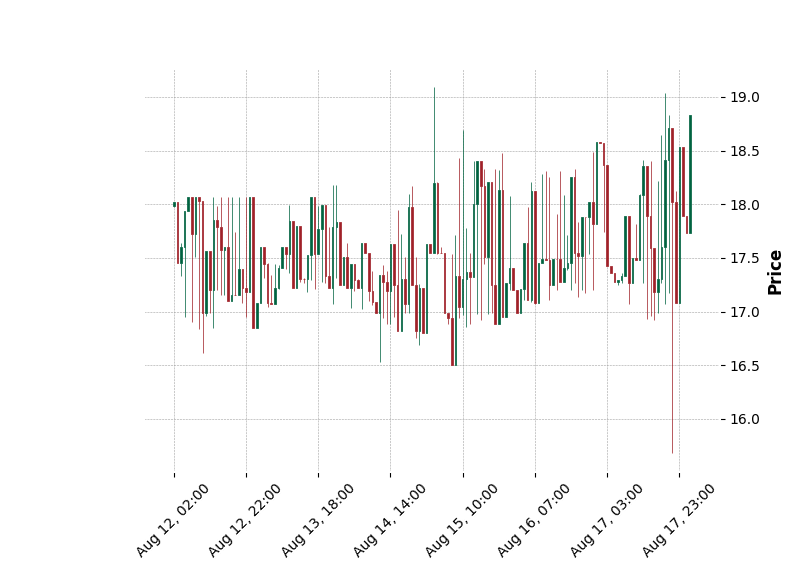 19.0
18.5
18.0
17.5
17.0
16.5
16.0
Price
Aug 12, 02:00
Aug 12, 22:00
Aug 13, 18:00
Aug 14, 14:00
Aug 15, 10:00
Aug 16, 07:00
Aug 17, 03:00
Aug 17, 23:00